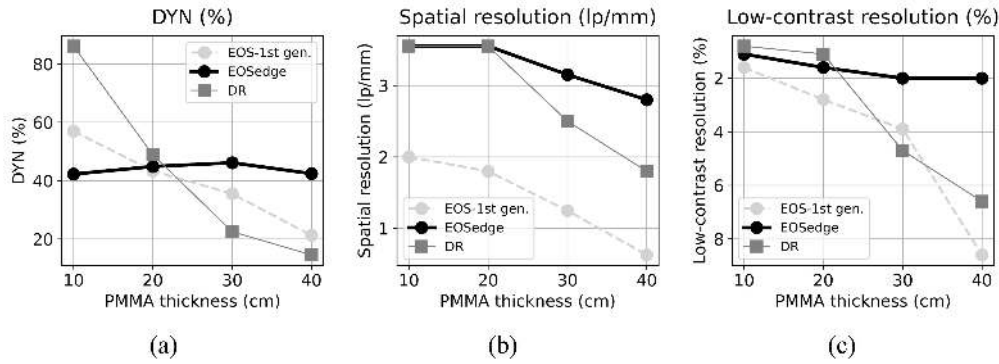 DYN (%)
80
60
40
20
DYN (%)
EOS-1st gen.
EOSedge
DR
10 20 30 40
PMMA thickness (cm)
(a)
Spatial resolution (lp/mm)
3
2
1
Spatial resolution (lp/mm)
EOS-1st gen.
EOSedge
DR
10 20 30 40
PMMA thickness (cm)
(b)
Low-contrast resolution (%)
2
4
6
8
Low-contrast resolution (%)
EOS-1st gen.
EOSedge
DR
10 20 30 40
PMMA thickness (cm)
(c)